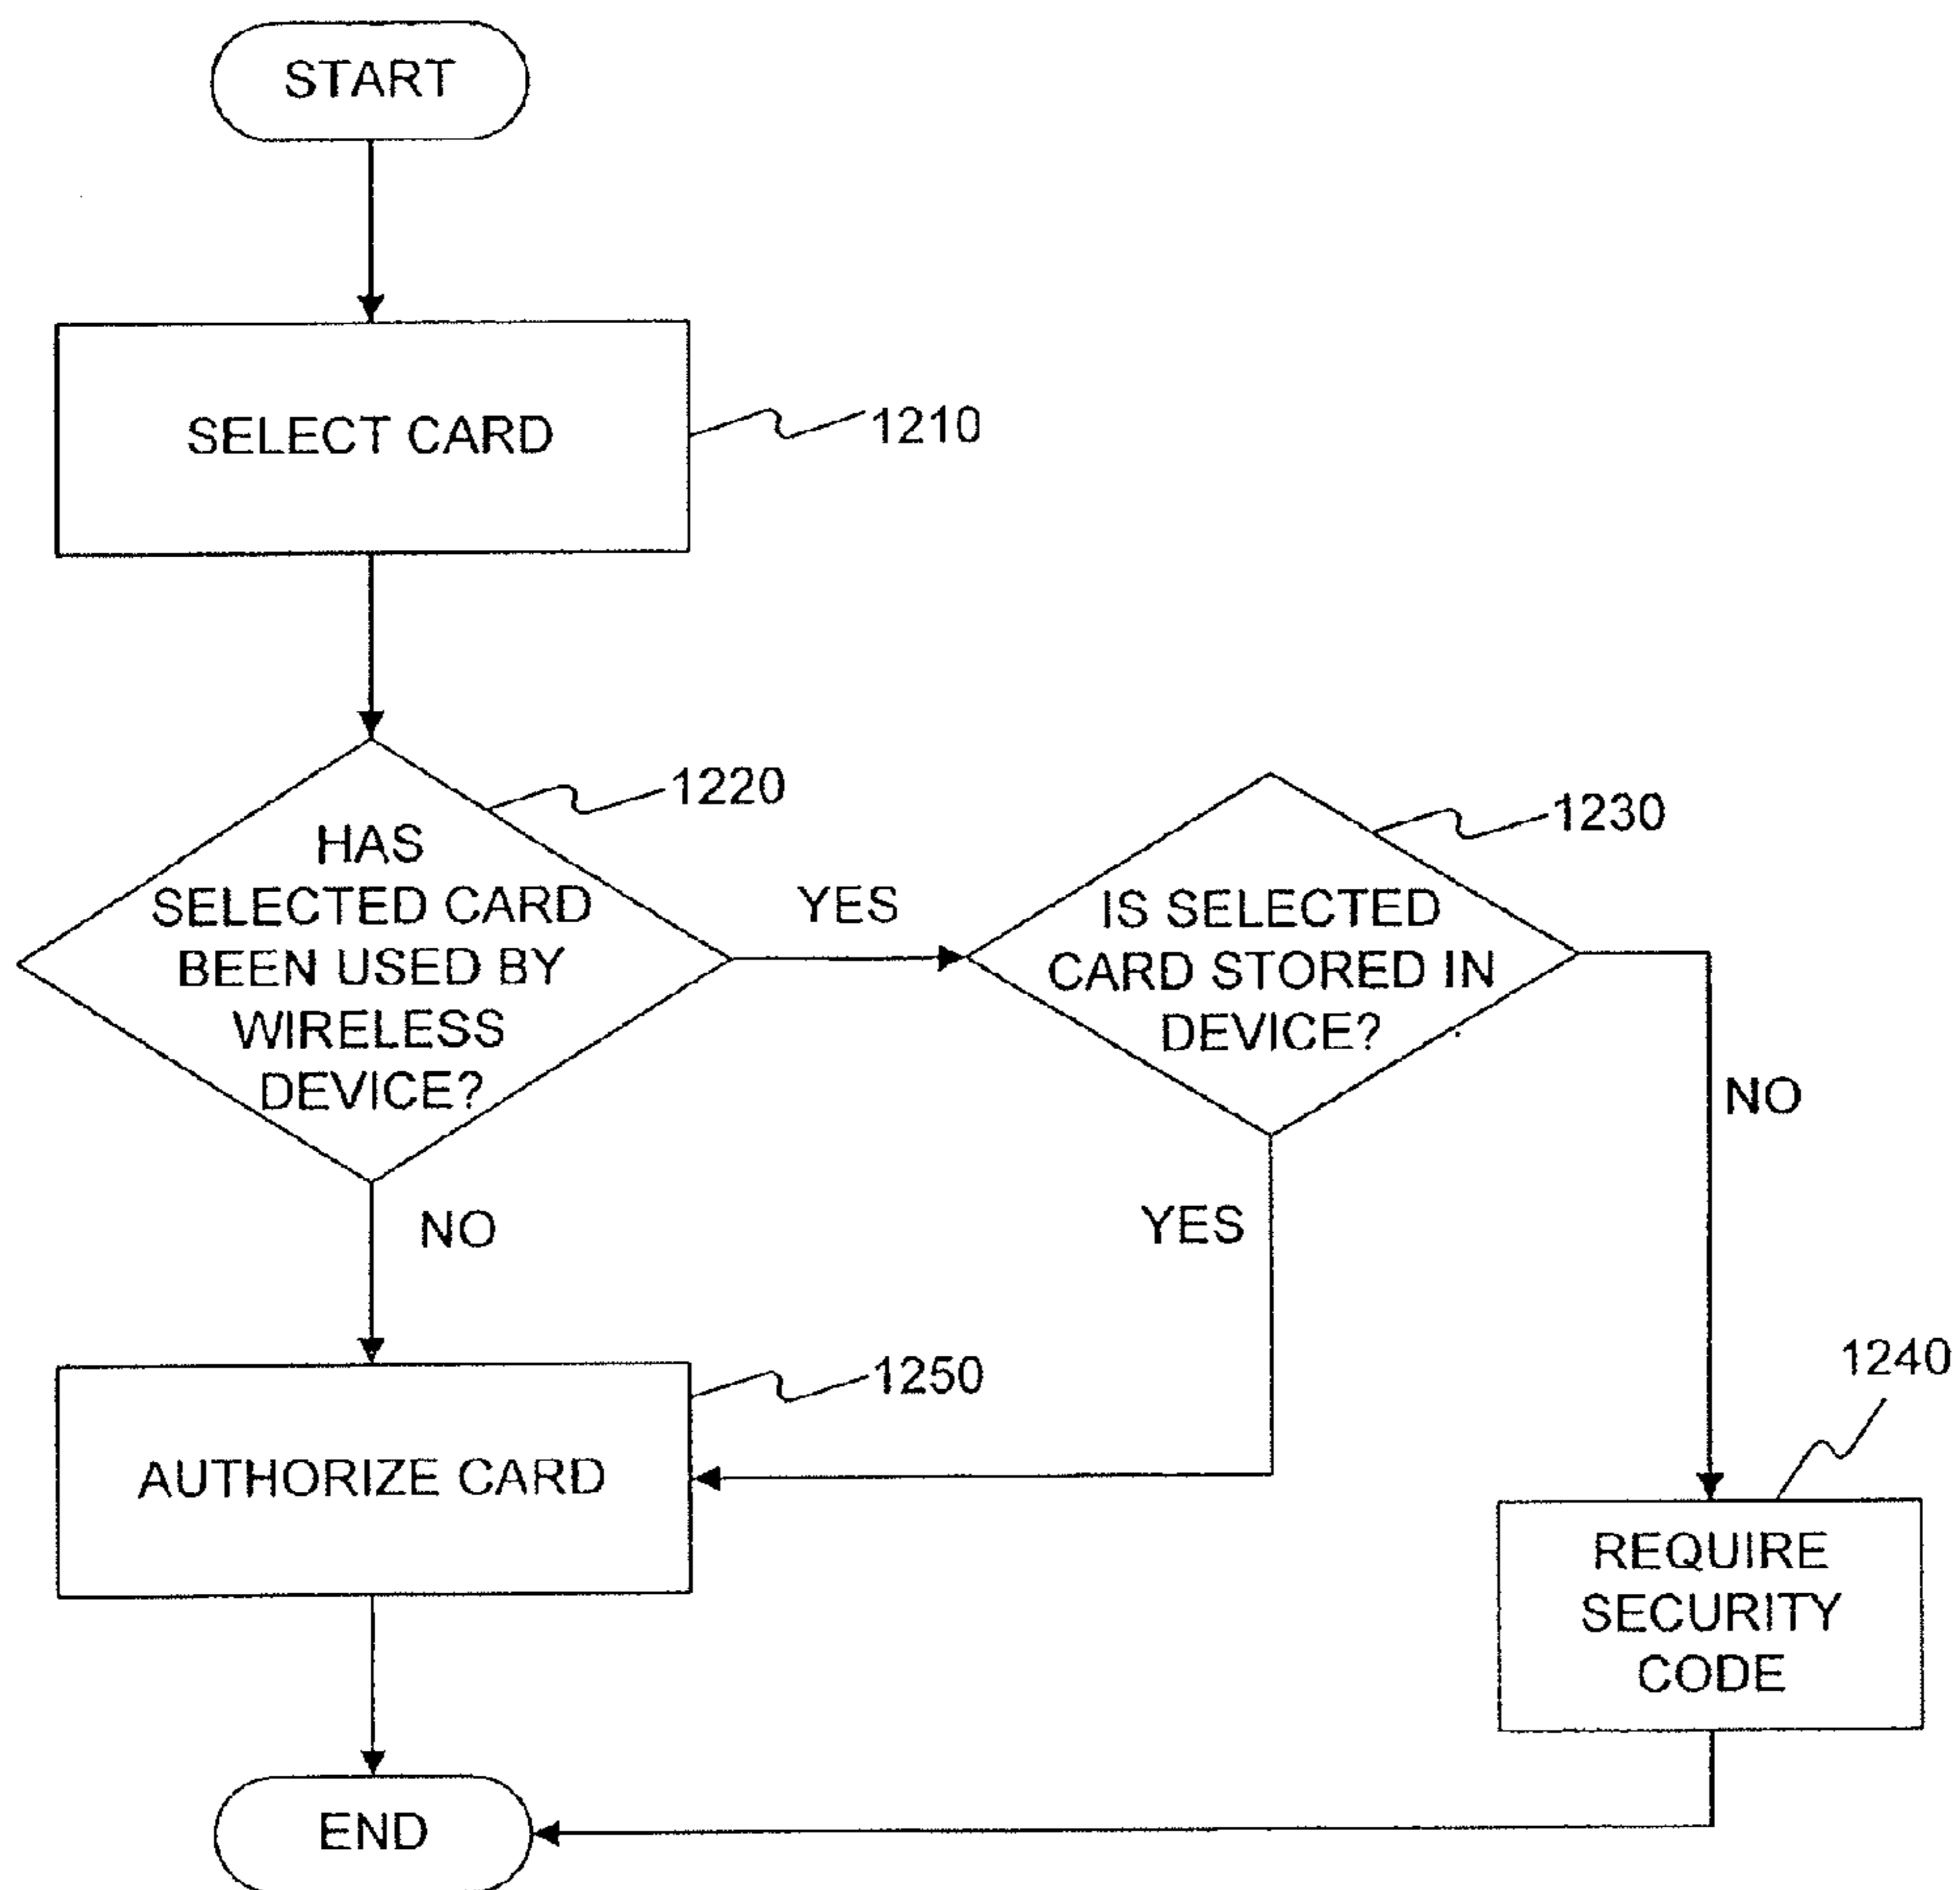 START
SELECT CARD
1210
1220
HAS
SELECTED CARD
BEEN USED BY
WIRELESS
DEVICE?
YES
1230
IS SELECTED
CARD STORED IN
DEVICE?
NO
YES
NO
1250
AUTHORIZE CARD
1240
REQUIRE
SECURITY
CODE
END